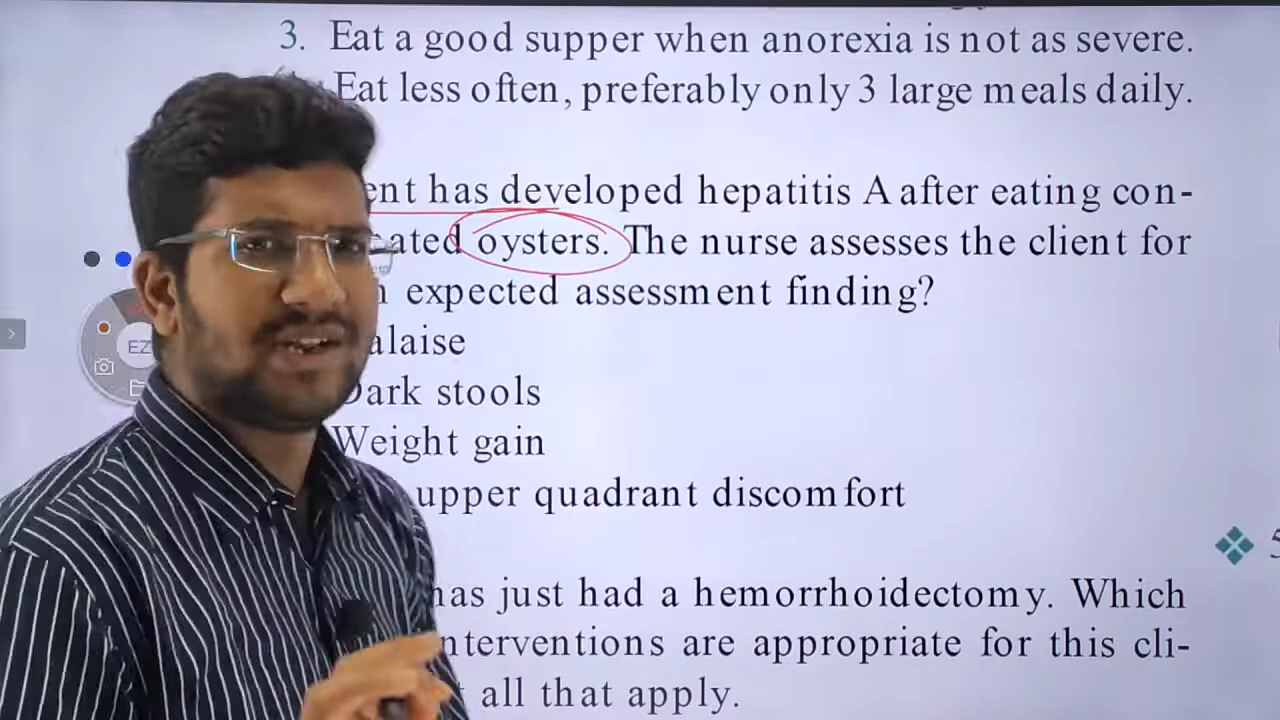 3. Eat a good supper when anorexia is not as severe.
Eat less often, preferably only 3 large meals daily.
ent has developed hepatitis A after eating con-
ated oysters. The nurse assesses the client for
expected assessment finding?
alaise
Dark stools
Weight gain
upper quadrant discomfort
has just had a hemorrhoidectomy. Which
nterventions are appropriate for this cli-
all that apply.
EZ